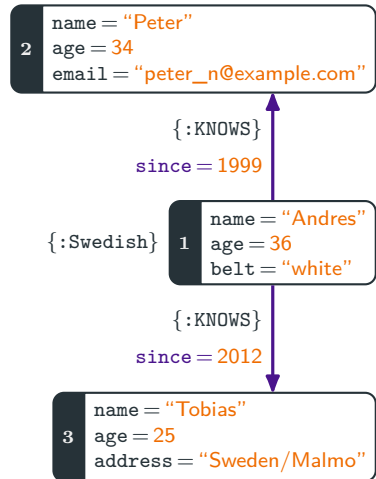 2
name = “Peter”
age = 34
email = “peter_n@example.com”
{:KNOWS}
since = 1999
{:Swedish}
1
name = “Andres”
age = 36
belt = “white”
{:KNOWS}
since = 2012
3
name = “Tobias”
age = 25
address = “Sweden/Malmo”